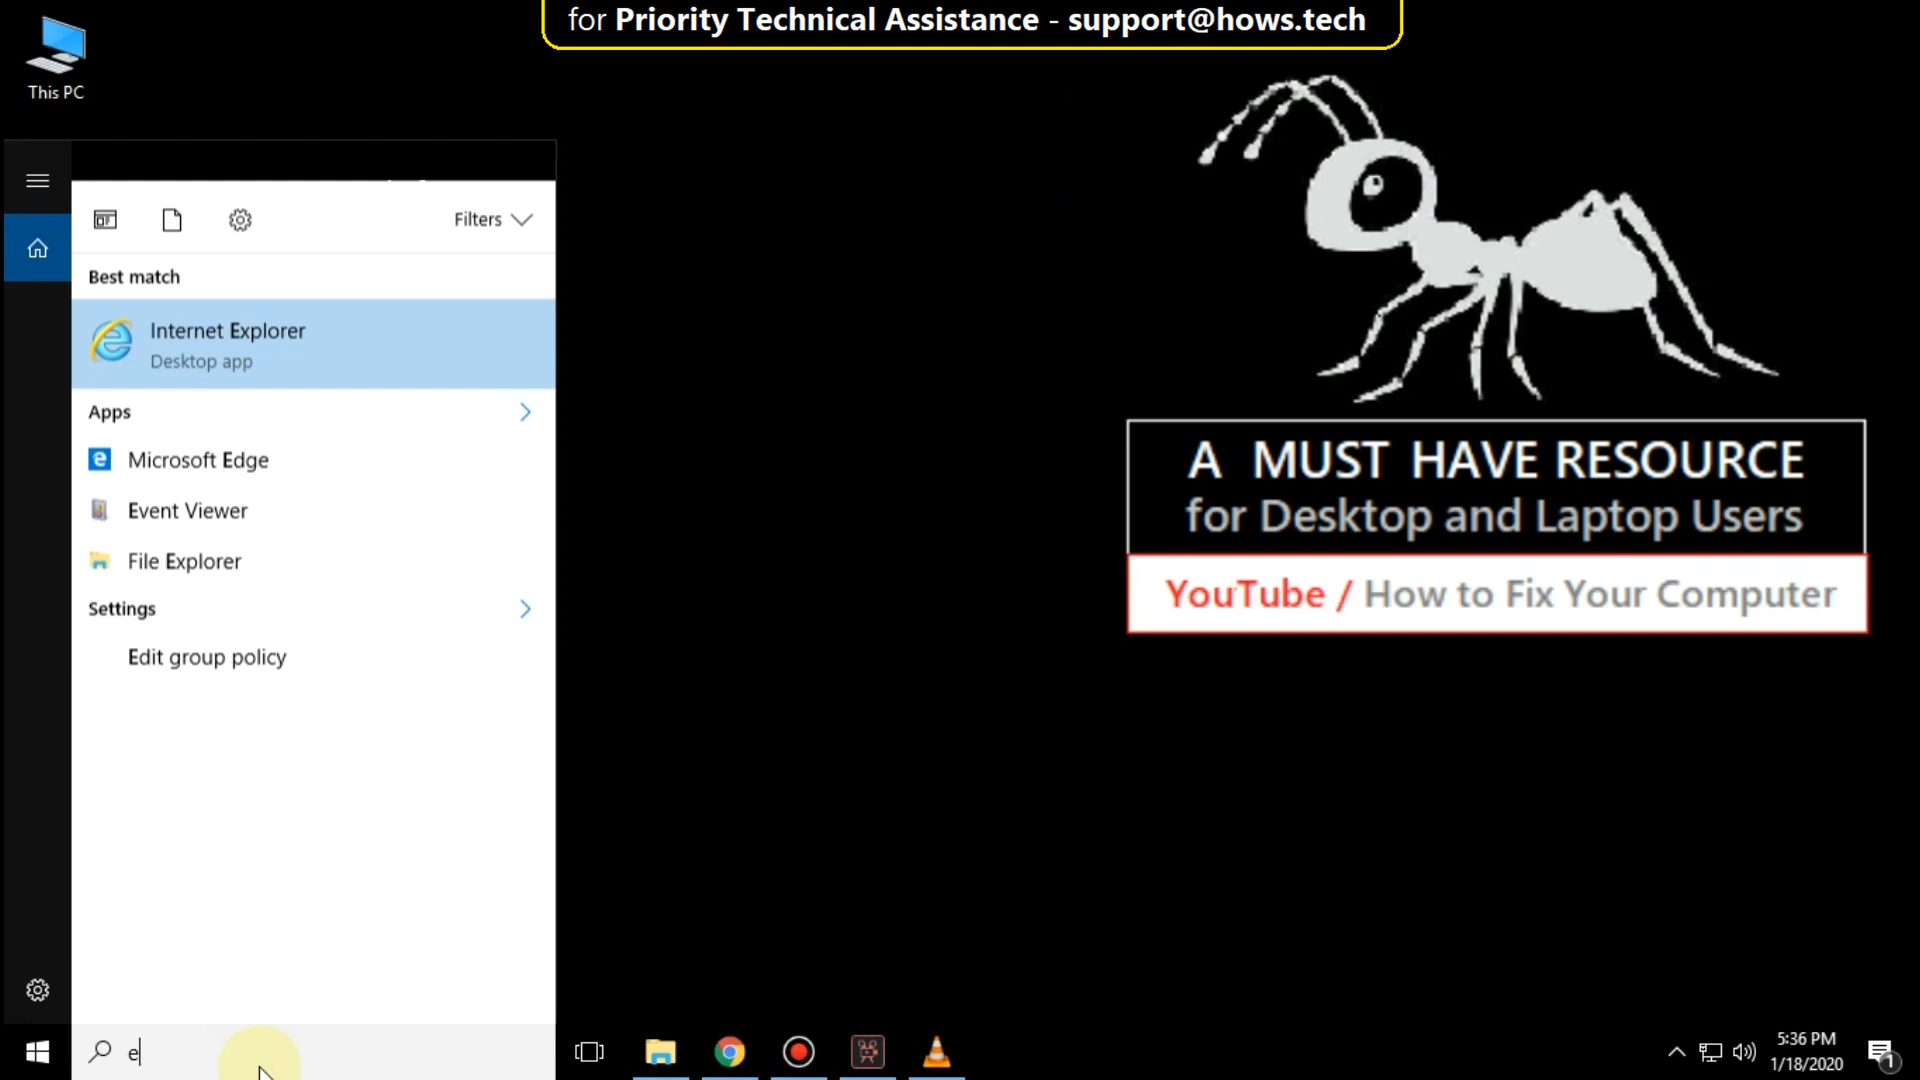 for Priority Technical Assistance - support@hows.tech
This PC
Filters
Best match
Internet Explorer
Desktop app
Apps
Microsoft Edge
Event Viewer
File Explorer
Settings
Edit group policy
e
A MUST HAVE RESOURCE
for Desktop and Laptop Users
YouTube / How to Fix Your Computer
5:36 PM
1/18/2020
1